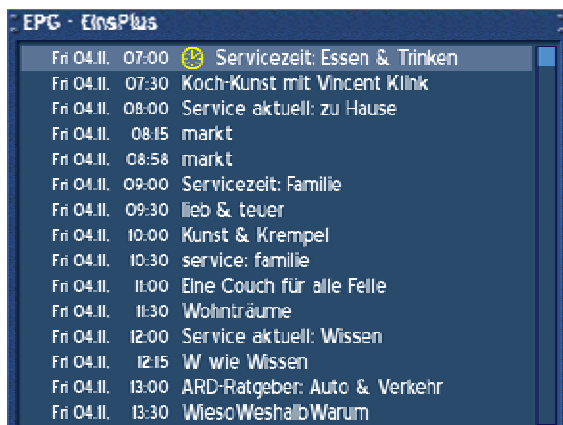 EPG - EinsPlus
Fri 04.11. 07:00 Servicezeit: Essen & Trinken
Fri 04.11. 07:30 Koch-Kunst mit Vincent Klink
Fri 04.11. 08:00 Service aktuell: zu Hause
Fri 04.11. 08:15 markt
Fri 04.11. 08:58 markt
Fri 04.11. 09:00 Servicezeit: Familie
Fri 04.11. 09:30 lieb & teuer
Fri 04.11. 10:00 Kunst & Krempel
Fri 04.11. 10:30 service: familie
Fri 04.11. 11:00 Eine Couch für alle Felle
Fri 04.11. 11:30 Wohnträume
Fri 04.11. 12:00 Service aktuell: Wissen
Fri 04.11. 12:15 W wie Wissen
Fri 04.11. 13:00 ARD-Ratgeber: Auto & Verkehr
Fri 04.11. 13:30 WiesoWeshalbWarum